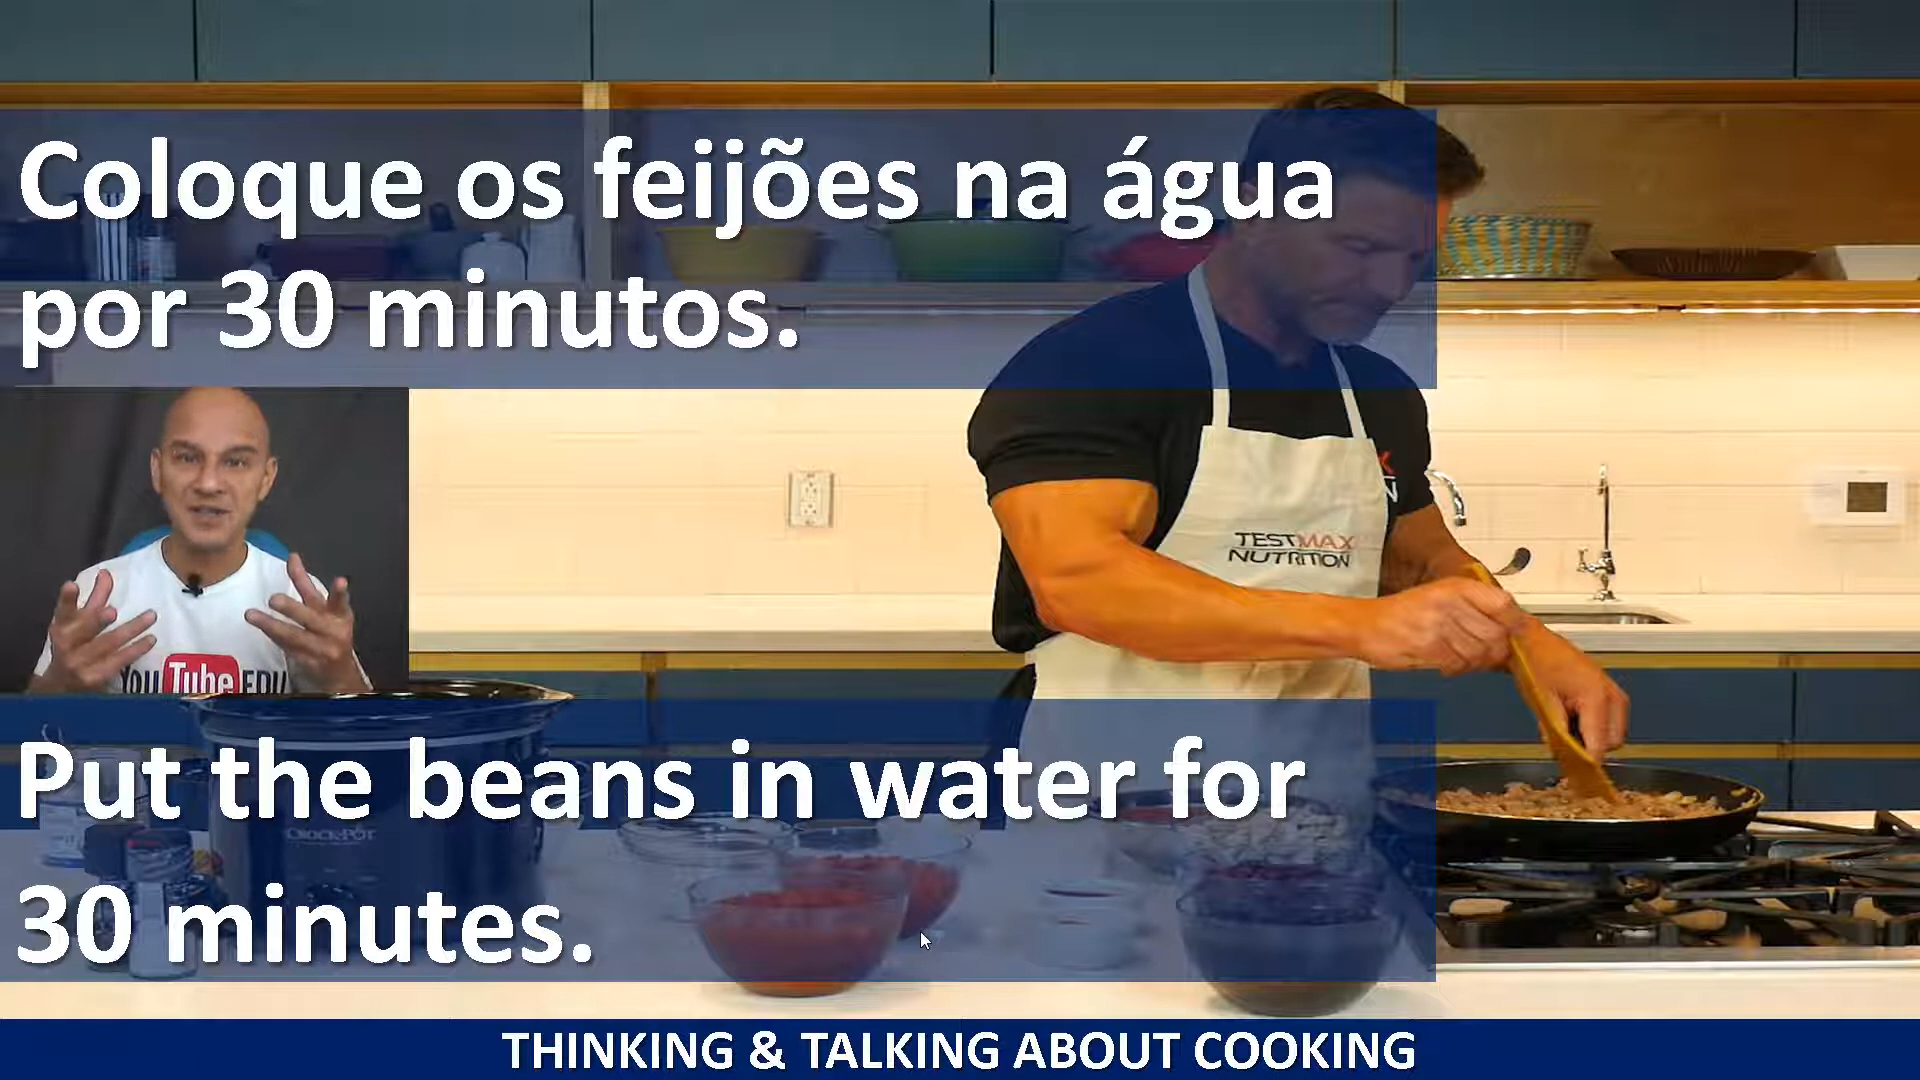 Coloque os feijões na água
por 30 minutos.
YouTube EDU
TESTMAX
NUTRITION
Put the beans in water for
30 minutes.
CROCK-POT
THINKING & TALKING ABOUT COOKING